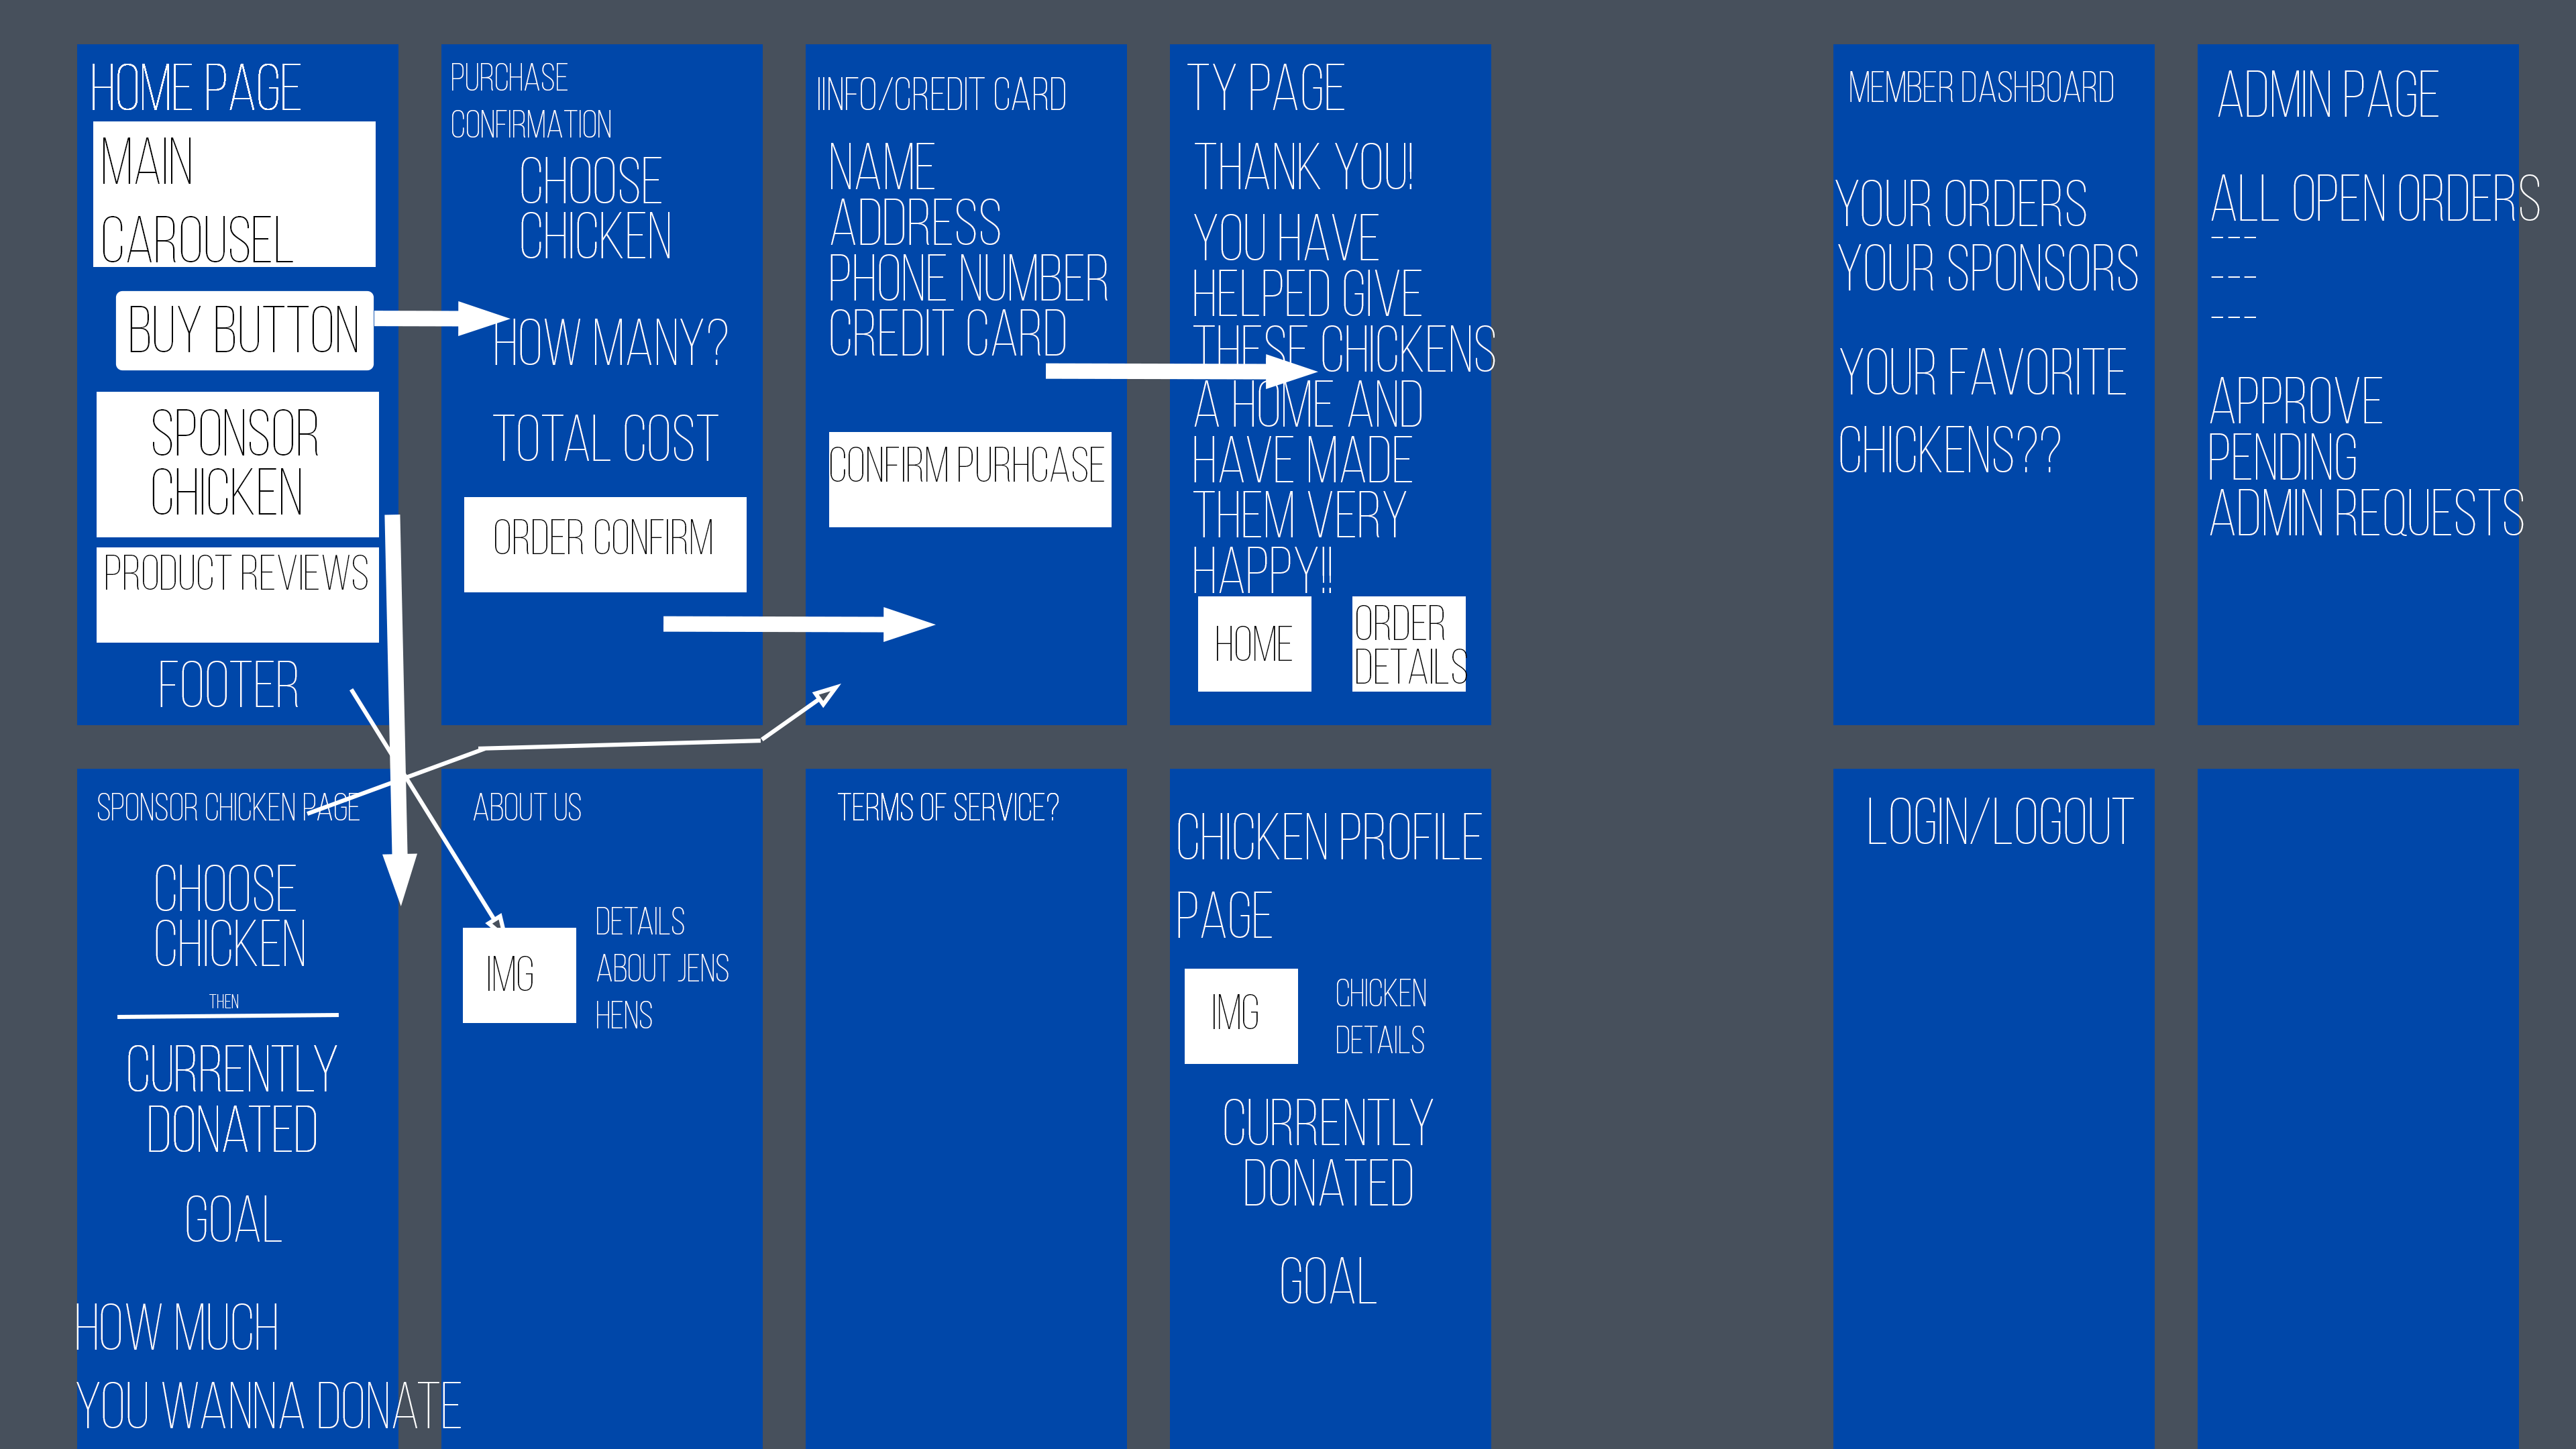 HOME PAGE
MAIN
CAROUSEL
BUY BUTTON
SPONSOR
CHICKEN
PRODUCT REVIEWS
FOOTER
PURCHASE
CONFIRMATION
CHOOSE
CHICKEN
HOW MANY?
TOTAL COST
ORDER CONFIRM
IINFO/CREDIT CARD
NAME
ADDRESS
PHONE NUMBER
CREDIT CARD
CONFIRM PURHCASE
TY PAGE
THANK YOU!
YOU HAVE
HELPED GIVE
THESE CHICKENS
A HOME AND
HAVE MADE
THEM VERY
HAPPY!!
HOME
ORDER
DETAILS
MEMBER DASHBOARD
YOUR ORDERS
YOUR SPONSORS
YOUR FAVORITE
CHICKENS??
ADMIN PAGE
ALL OPEN ORDERS
---
---
---
APPROVE
PENDING
ADMIN REQUESTS
SPONSOR CHICKEN PAGE
CHOOSE
CHICKEN
THEN
CURRENTLY
DONATED
GOAL
HOW MUCH
YOU WANNA DONATE
ABOUT US
IMG
DETAILS
ABOUT JENS
HENS
TERMS OF SERVICE?
CHICKEN PROFILE
PAGE
IMG
CHICKEN
DETAILS
CURRENTLY
DONATED
GOAL
LOGIN/LOGOUT